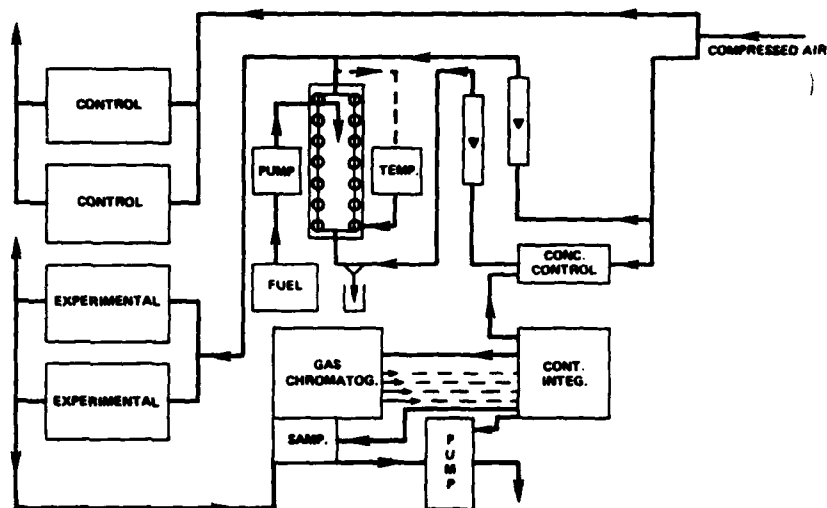 COMPRESSED AIR
CONTROL
PUMP
TEMP.
CONTROL
CONC.
CONTROL
FUEL
EXPERIMENTAL
GAS
CHROMATOG.
CONT.
INTEG.
EXPERIMENTAL
SAMP.
P
U
M
P